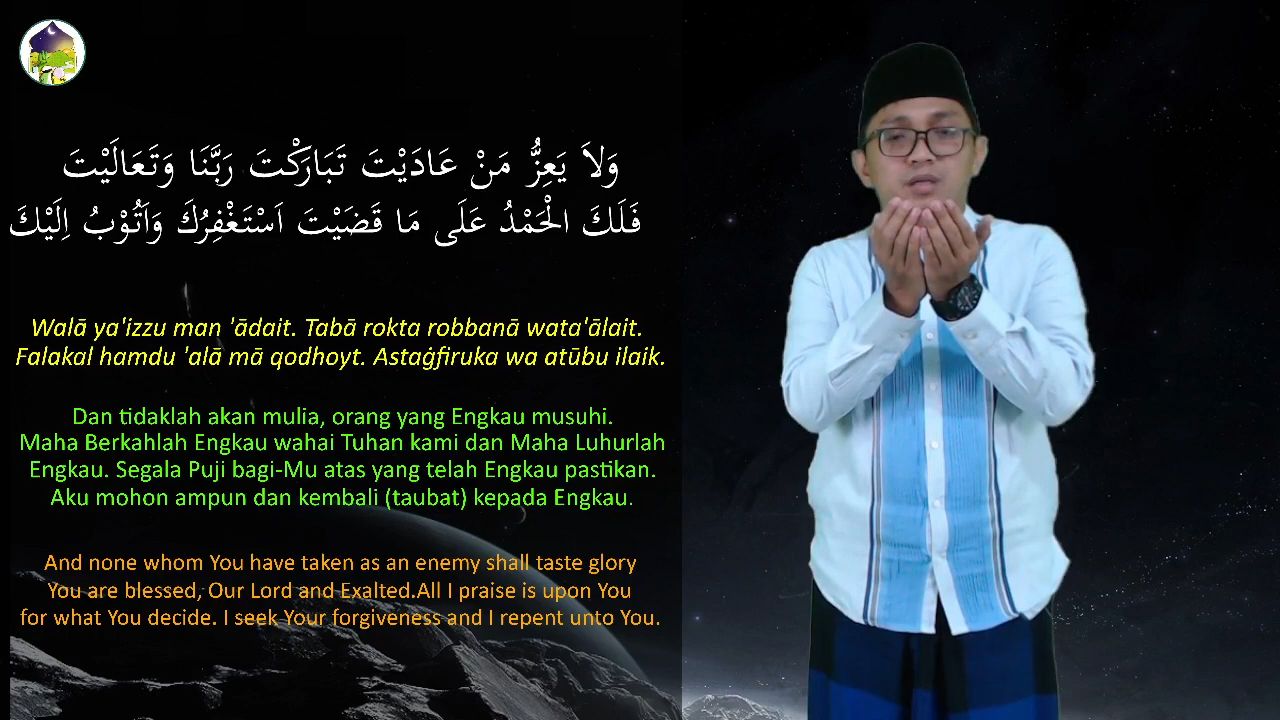 وَلاَ يَعِزُّ مَنْ عَادَيْتَ تَبَارَكْتَ رَبَّنَا وَتَعَالَيْتَ
فَلَكَ الْحَمْدُ عَلَى مَا قَضَيْتَ اَسْتَغْفِرُكَ وَاَتُوْبُ اِلَيْكَ
Walā ya'izzu man 'ādait. Tabā rokta robbanā wata'ālait.
Falakal hamdu 'alā mā qodhoyt. Astaġfiruka wa atūbu ilaik.
Dan tidaklah akan mulia, orang yang Engkau musuhi.
Maha Berkahlah Engkau wahai Tuhan kami dan Maha Luhurlah
Engkau. Segala Puji bagi-Mu atas yang telah Engkau pastikan.
Aku mohon ampun dan kembali (taubat) kepada Engkau.
And none whom You have taken as an enemy shall taste glory
You are blessed, Our Lord and Exalted.All I praise is upon You
for what You decide. I seek Your forgiveness and I repent unto You.